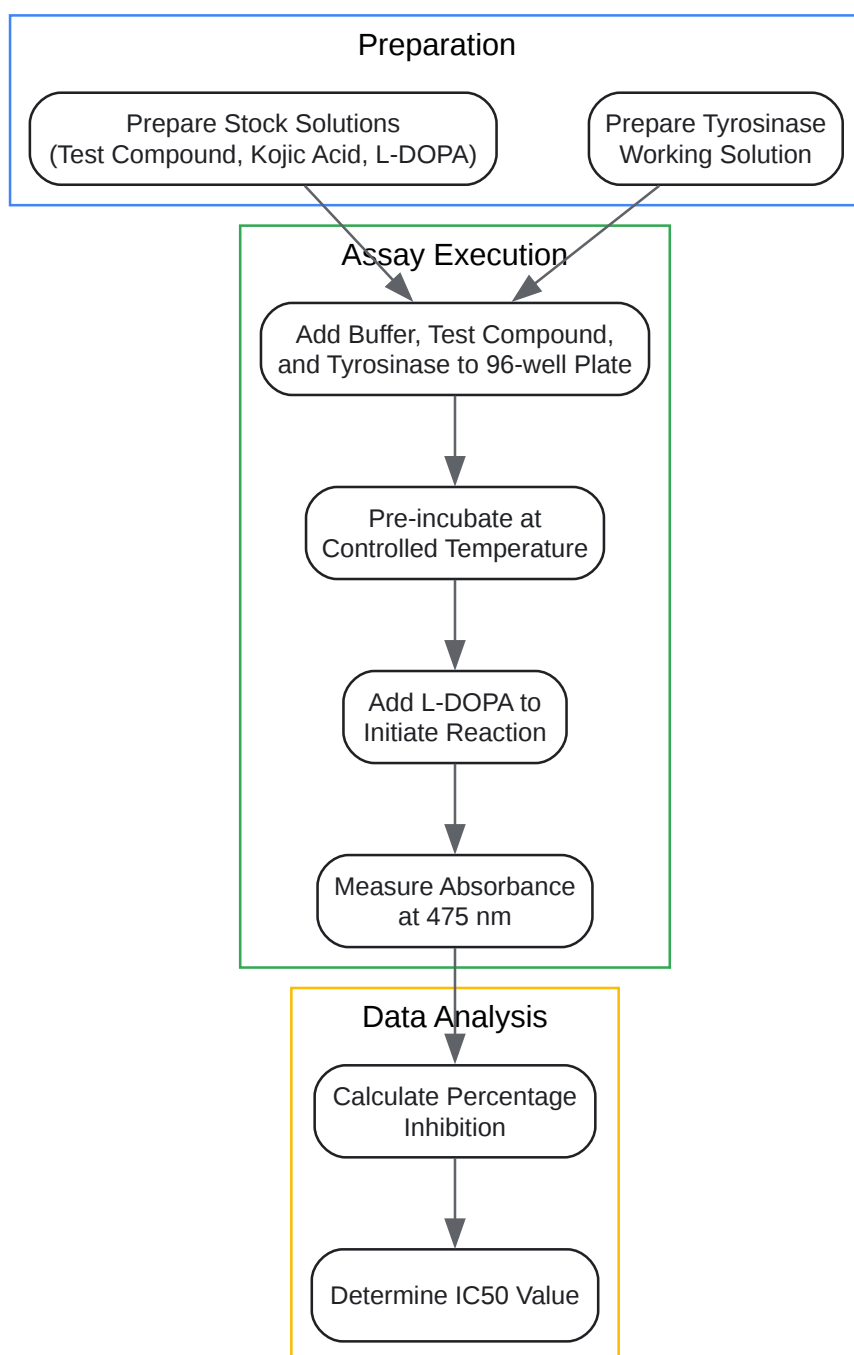 Preparation
Prepare Stock Solutions
(Test Compound, Kojic Acid, L-DOPA)
Prepare Tyrosinase
Working Solution
Assay Execution
Add Buffer, Test Compound,
and Tyrosinase to 96-well Plate
Pre-incubate at
Controlled Temperature
Add L-DOPA to
Initiate Reaction
Measure Absorbance
at 475 nm
Data Analysis
Calculate Percentage
Inhibition
Determine IC50 Value